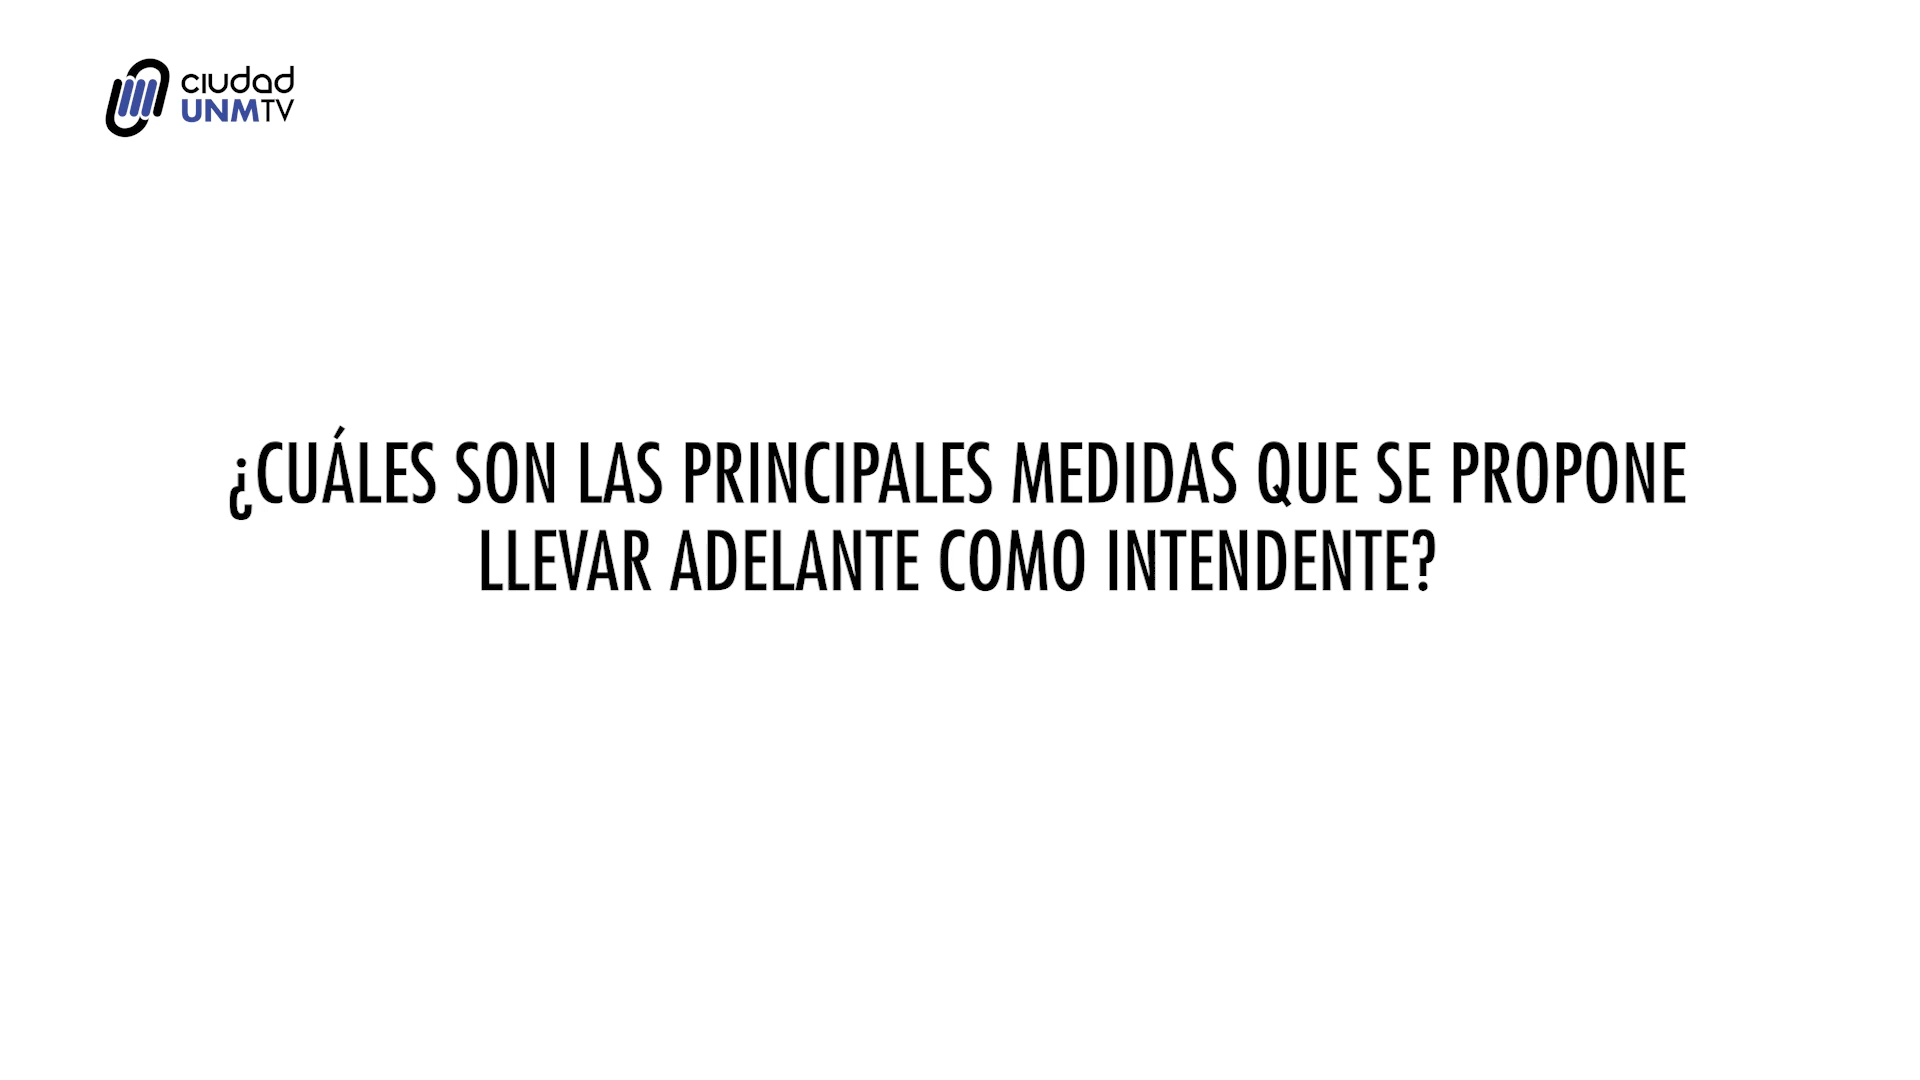 ciudad
UNMTV
¿CUÁLES SON LAS PRINCIPALES MEDIDAS QUE SE PROPONE
LLEVAR ADELANTE COMO INTENDENTE?